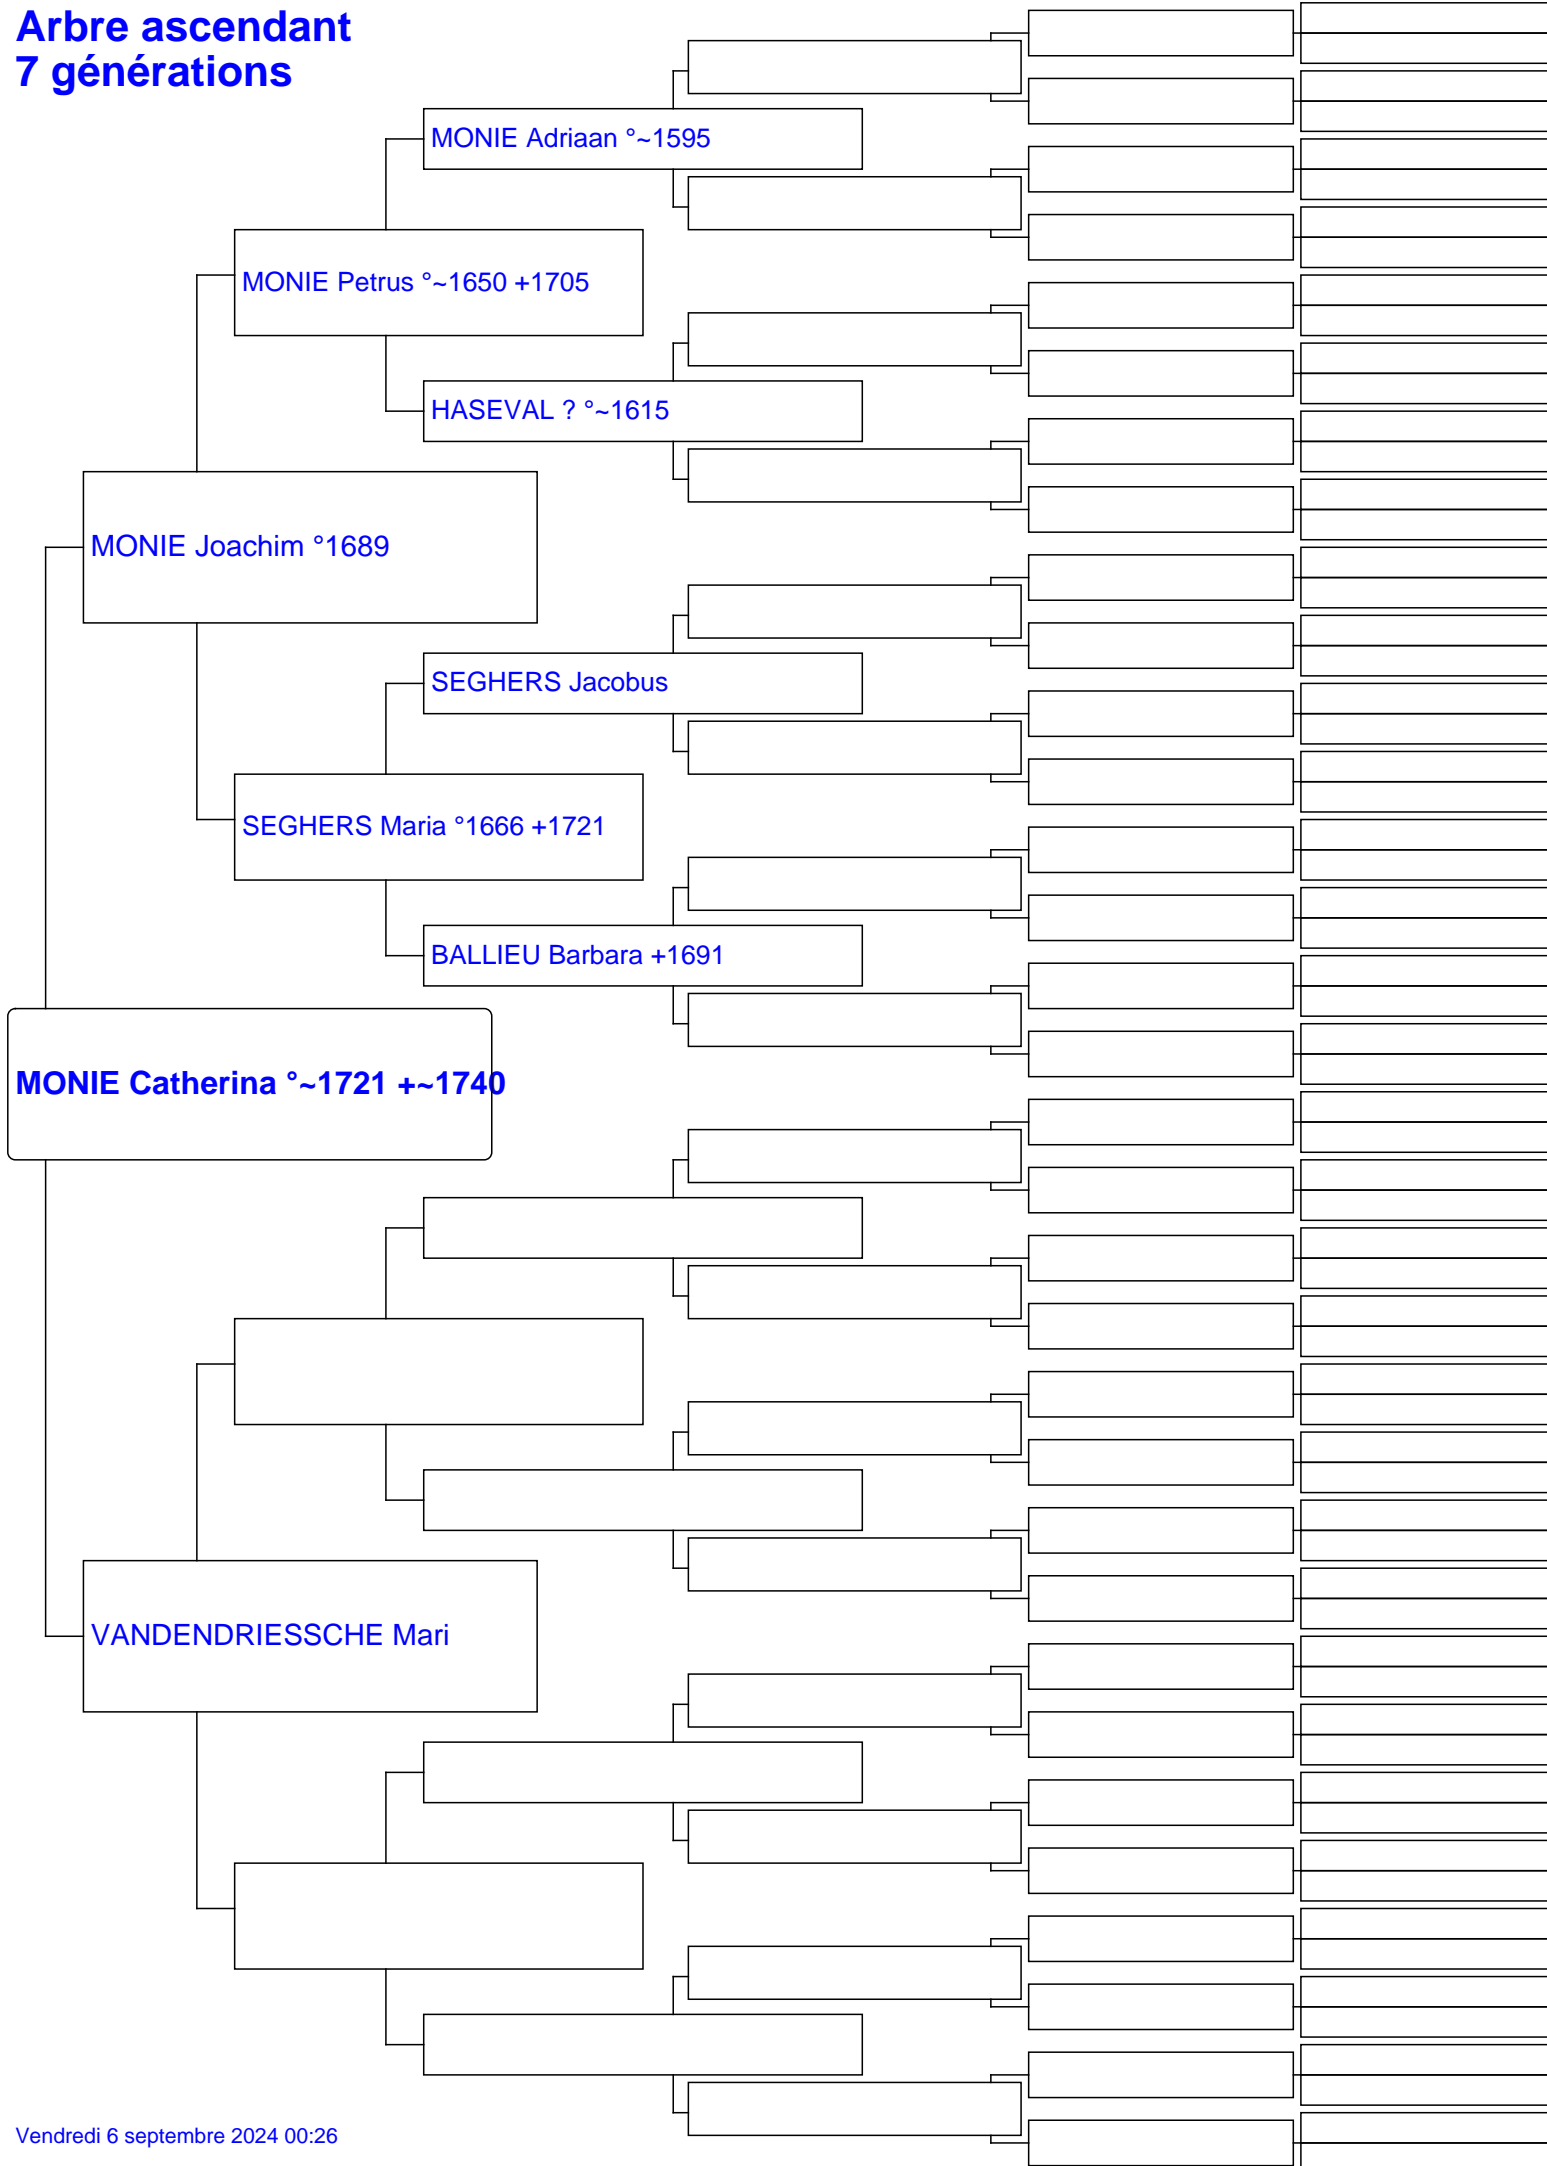 Arbre ascendant
7 générations
MONIE Adriaan °~1595
MONIE Petrus °~1650 +1705
HASEVAL ? °~1615
MONIE Joachim °1689
SEGHERS Jacobus
SEGHERS Maria °1666 +1721
BALLIEU Barbara +1691
MONIE Catherina °~1721 +~1740
VANDENDRIESSCHE Mari
Vendredi 6 septembre 2024 00:26